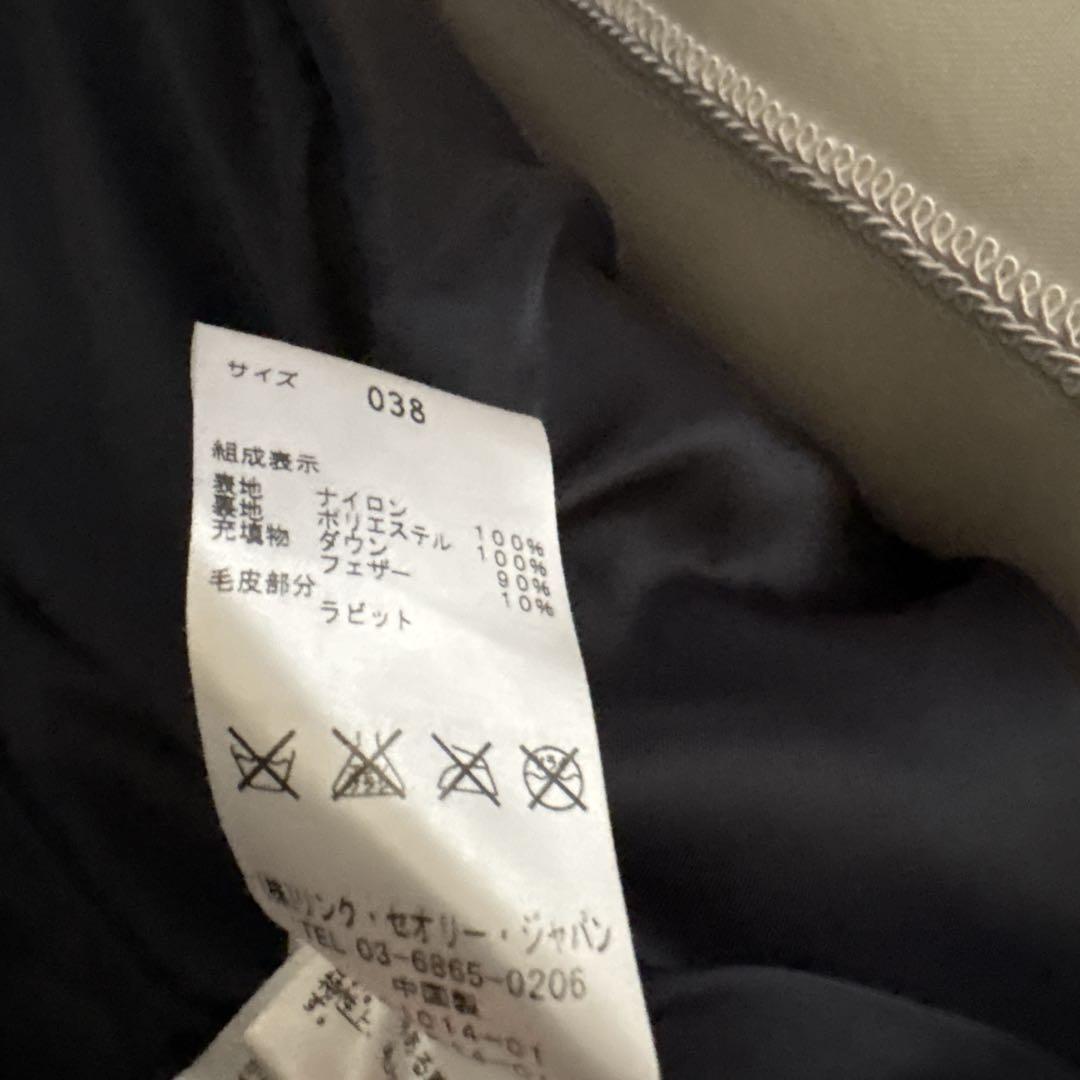 サイズ 038
組成表示
表地 ナイロン 100%
裏地 ポリエステル 100%
充填物 ダウン 90%
フェザー 10%
毛皮部分
ラビット
㈱リンク・セオリー・ジャパン
TEL 03-6865-0206
中国製